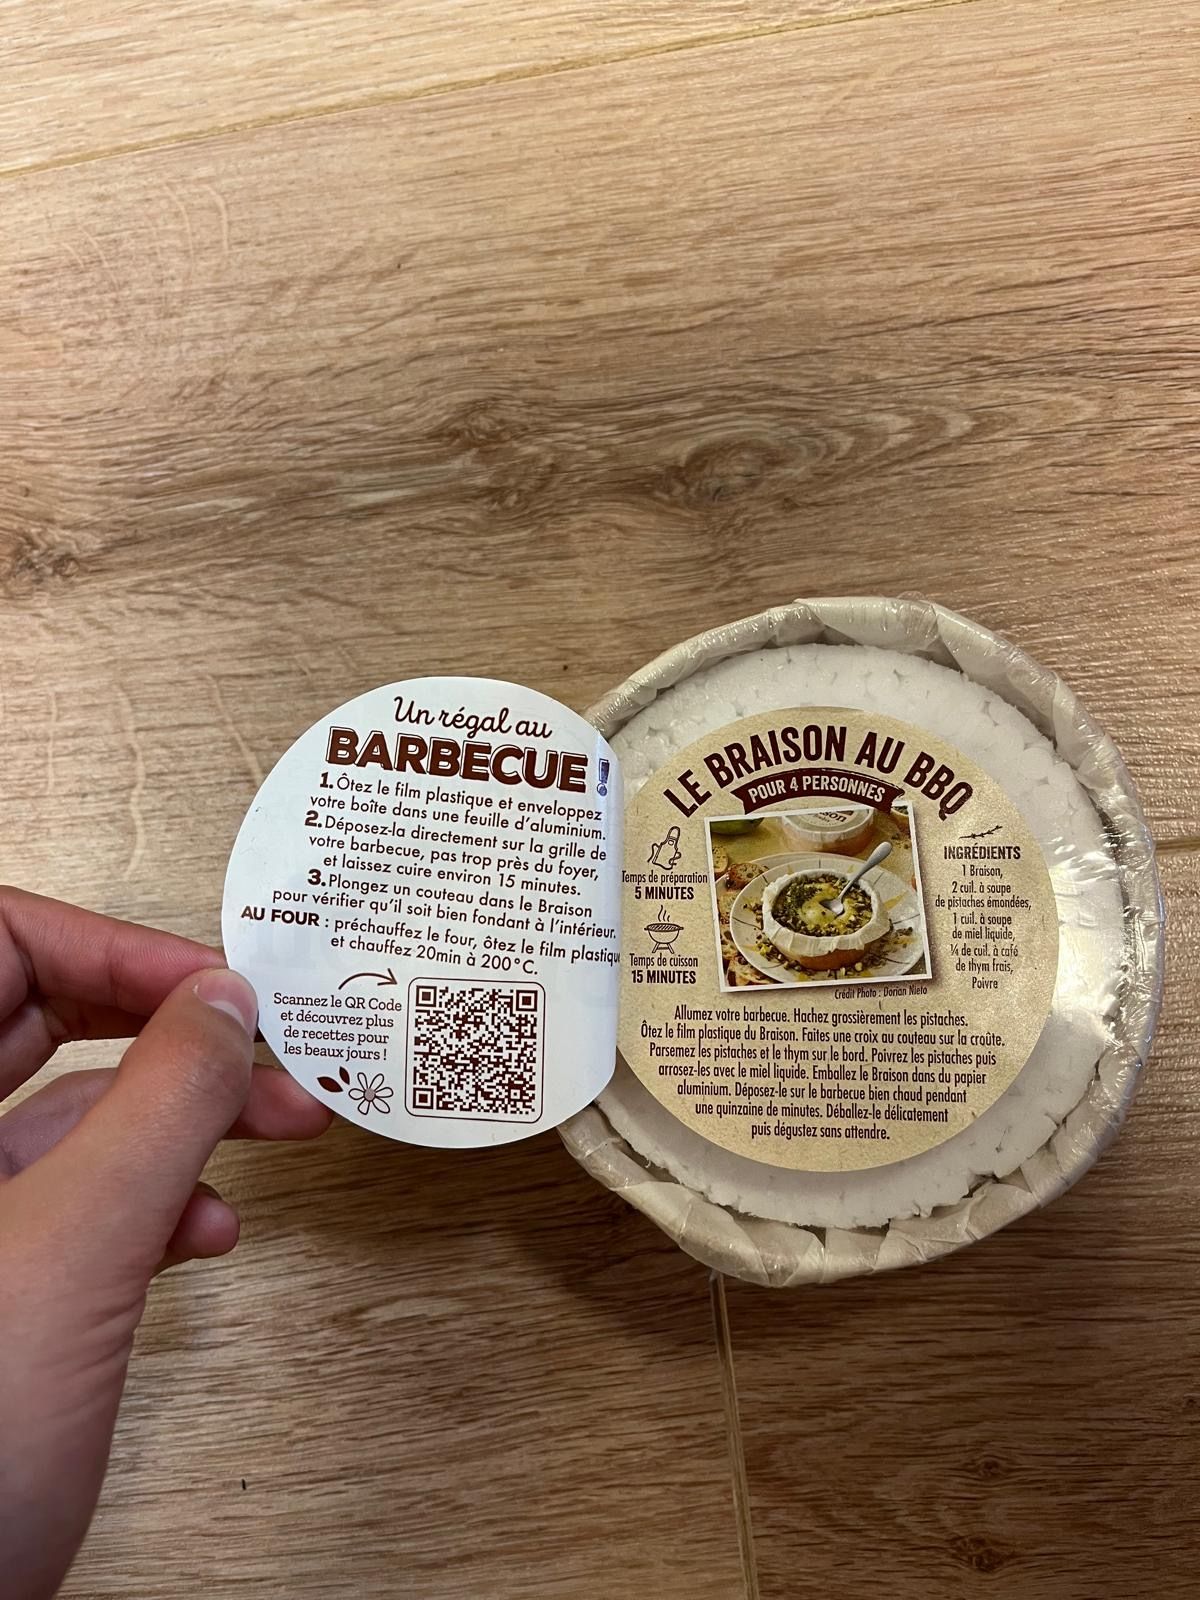 Un régal au
BARBECUE !
1. Ôtez le film plastique et enveloppez
votre boîte dans une feuille d'aluminium.
2. Déposez-la directement sur la grille de
votre barbecue, pas trop près du foyer,
et laissez cuire environ 15 minutes.
3. Plongez un couteau dans le Braison
pour vérifier qu'il soit bien fondant à l'intérieur.
AU FOUR : préchauffez le four, ôtez le film plastique
et chauffez 20min à 200°C.
Scannez le QR Code
et découvrez plus
de recettes pour
les beaux jours !
LE BRAISON AU BBQ
POUR 4 PERSONNES
Temps de préparation
5 MINUTES
Temps de cuisson
15 MINUTES
INGRÉDIENTS
1 Braison,
2 cuil. à soupe
de pistaches émondées,
1 cuil. à soupe
de miel liquide,
¼ de cuil. à café
de thym frais,
Poivre
Crédit Photo : Dorian Nieto
Allumez votre barbecue. Hachez grossièrement les pistaches.
Ôtez le film plastique du Braison. Faites une croix au couteau sur la croûte.
Parsemez les pistaches et le thym sur le bord. Poivrez les pistaches puis
arrosez-les avec le miel liquide. Emballez le Braison dans du papier
aluminium. Déposez-le sur le barbecue bien chaud pendant
une quinzaine de minutes. Déballez-le délicatement
puis dégustez sans attendre.